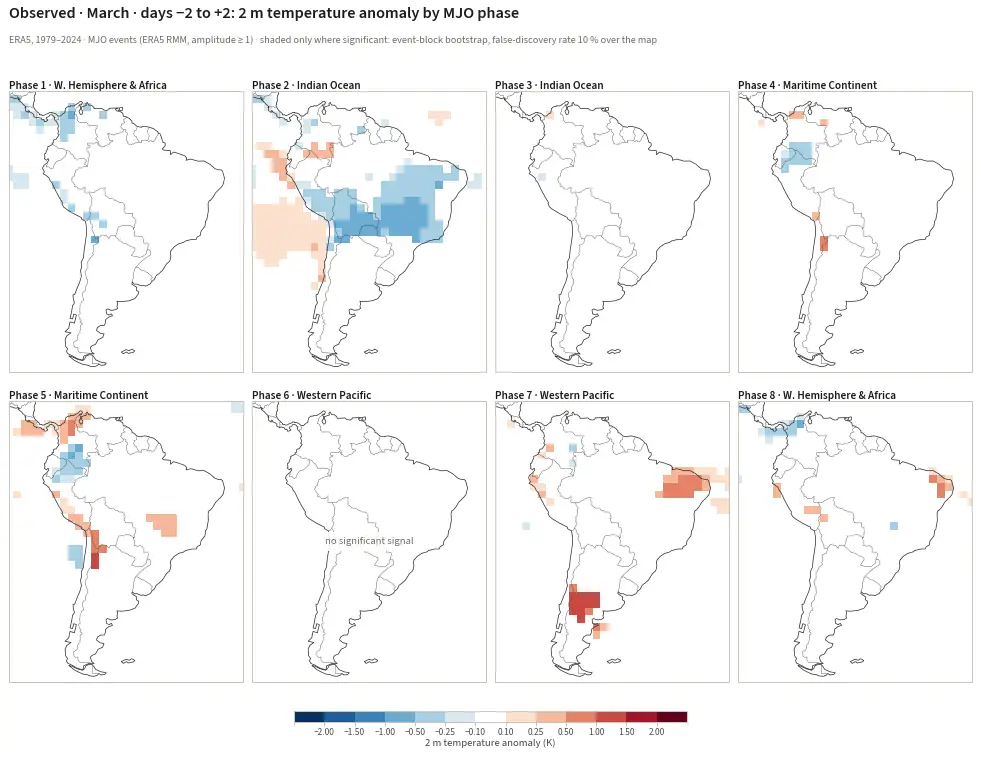 Observed · March · days −2 to +2: 2 m temperature anomaly by MJO phase
ERA5, 1979–2024 · MJO events (ERA5 RMM, amplitude ≥ 1) · shaded only where significant: event-block bootstrap, false-discovery rate 10 % over the map
Phase 1 · W. Hemisphere & Africa
Phase 2 · Indian Ocean
Phase 3 · Indian Ocean
Phase 4 · Maritime Continent
Phase 5 · Maritime Continent
Phase 6 · Western Pacific
Phase 7 · Western Pacific
Phase 8 · W. Hemisphere & Africa
no significant signal
−2.00 −1.50 −1.00 −0.50 −0.25 −0.10 0.10 0.25 0.50 1.00 1.50 2.00
2 m temperature anomaly (K)